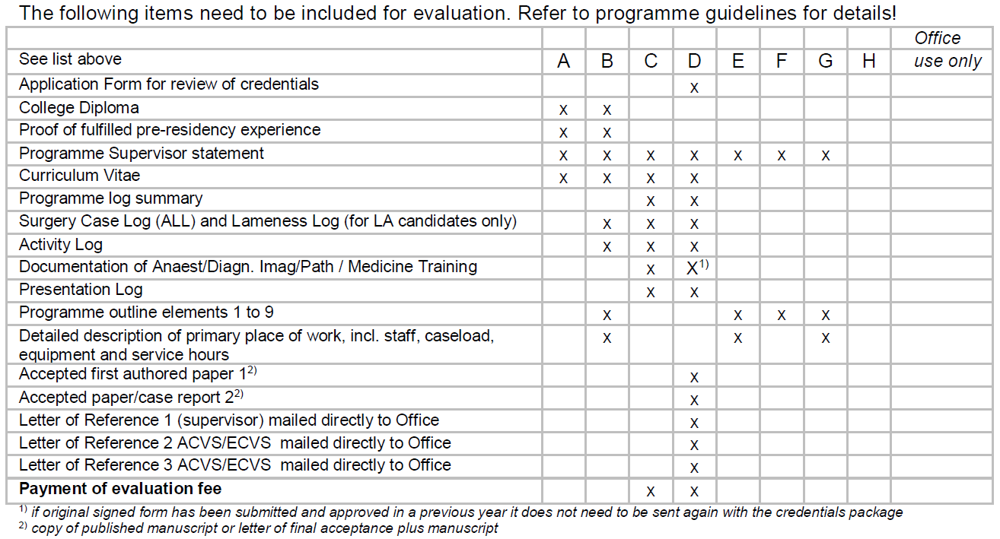 The following items need to be included for evaluation. Refer to programme guidelines for details!
Office
See list above A B C D E F G H use only
Application Form for review of credentials x
College Diploma x x
Proof of fulfilled pre-residency experience x x
Programme Supervisor statement x x x x x x x
Curriculum Vitae x x x x
Programme log summary x x
Surgery Case Log (ALL) and Lameness Log (for LA candidates only) x x x
Activity Log x x x
Documentation of Anaest/Diagn. Imag/Path / Medicine Training x X1)
Presentation Log x x
Programme outline elements 1 to 9 x x x x
Detailed description of primary place of work, incl. staff, caseload, x x x
equipment and service hours
Accepted first authored paper 12) x
Accepted paper/case report 22) x
Letter of Reference 1 (supervisor) mailed directly to Office x
Letter of Reference 2 ACVS/ECVS mailed directly to Office x
Letter of Reference 3 ACVS/ECVS mailed directly to Office x
Payment of evaluation fee x x
1) if original signed form has been submitted and approved in a previous year it does not need to be sent again with the credentials package
2) copy of published manuscript or letter of final acceptance plus manuscript